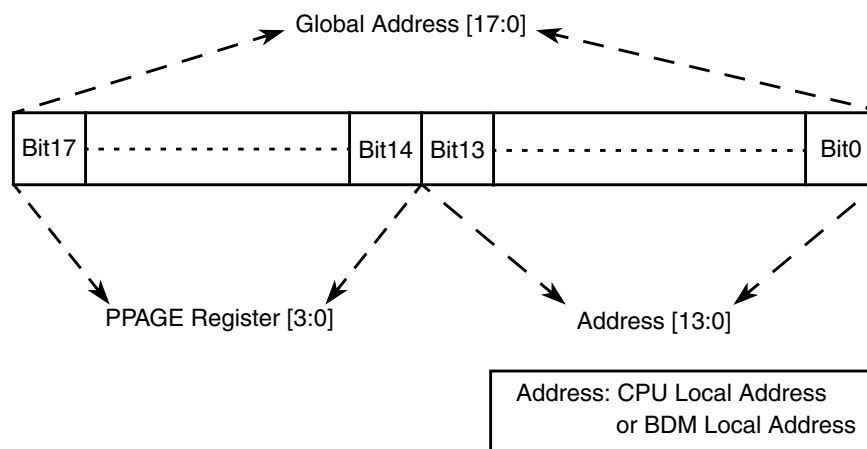 Global Address [17:0]
Bit17 Bit14 Bit13 Bit0
PPAGE Register [3:0] Address [13:0]
Address: CPU Local Address
or BDM Local Address